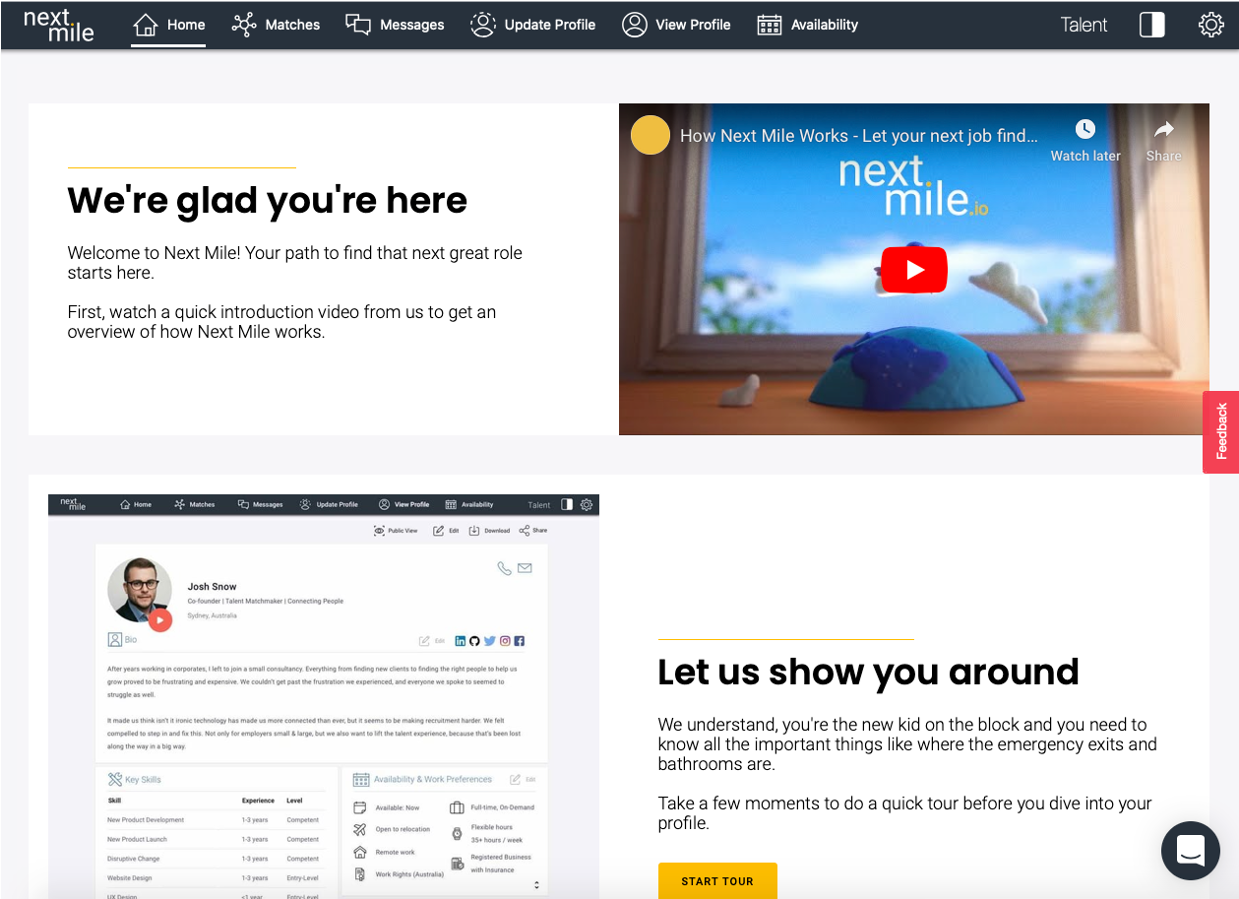 next
mile
Home
Matches
Messages
Update Profile
View Profile
Availability
Talent
We're glad you're here
Welcome to Next Mile! Your path to find that next great role
starts here.
First, watch a quick introduction video from us to get an
overview of how Next Mile works.
How Next Mile Works - Let your next job find...
Watch later
Share
next
mile.io
Feedback
next
mile
Home
Matches
Messages
Update Profile
View Profile
Availability
Talent
Public View
Edit
Download
Share
Josh Snow
Co-founder | Talent Matchmaker | Connecting People
Sydney, Australia
Bio
Edit
After years working in corporates, I left to join a small consultancy. Everything from finding new clients to finding the right people to help us
grow proved to be frustrating and expensive. We couldn't get past the frustration we experienced, and everyone we spoke to seemed to
struggle as well.
It made us think isn't it ironic technology has made us more connected than ever, but it seems to be making recruitment harder. We felt
compelled to step in and fix this. Not only for employers small & large, but we also want to lift the talent experience, because that's been lost
along the way in a big way.
Key Skills
Skill Experience Level
New Product Development 1-3 years Competent
New Product Launch 1-3 years Competent
Disruptive Change 1-3 years Competent
Website Design 1-3 years Entry-Level
UX Design <1 year Entry-Level
Availability & Work Preferences
Edit
Available: Now
Open to relocation
Remote work
Work Rights (Australia)
Full-time, On-Demand
Flexible hours
35+ hours / week
Registered Business
with Insurance
Let us show you around
We understand, you're the new kid on the block and you need to
know all the important things like where the emergency exits and
bathrooms are.
Take a few moments to do a quick tour before you dive into your
profile.
START TOUR